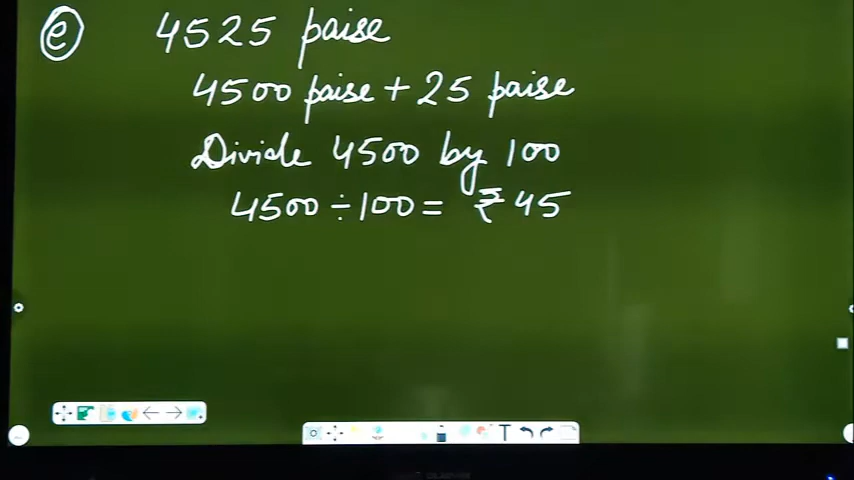 e 4525 paise
4500 paise + 25 paise
Divide 4500 by 100
4500 ÷ 100 = ₹ 45